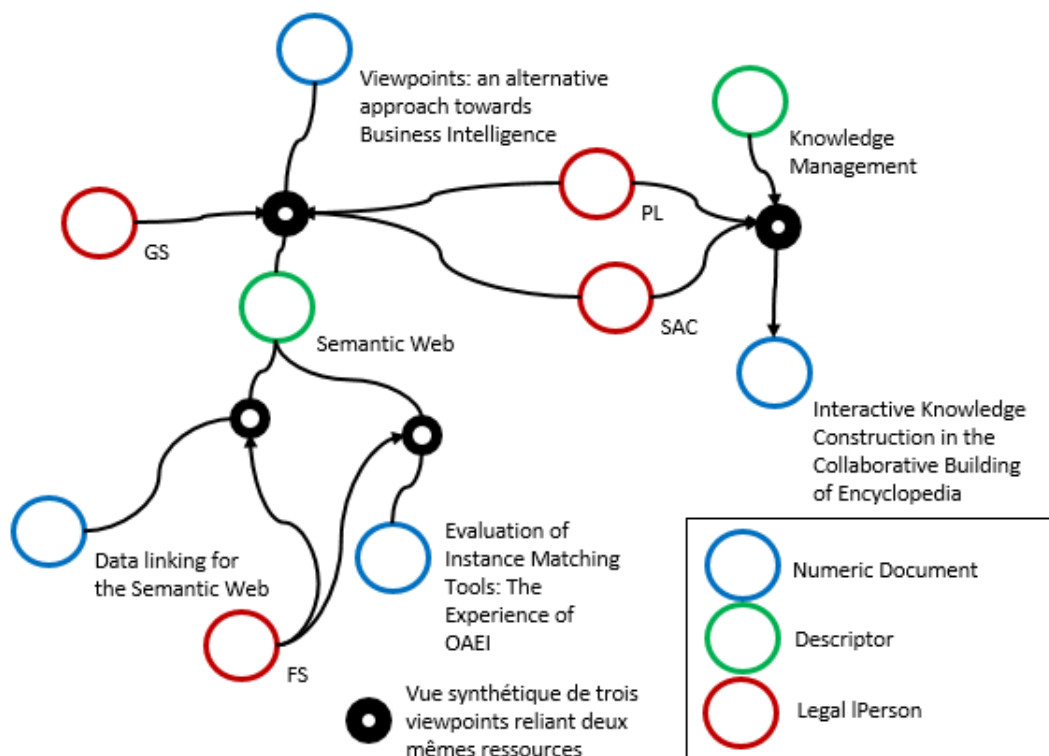 Viewpoints: an alternative
approach towards
Business Intelligence
Knowledge
Management
PL
GS
SAC
Semantic Web
Interactive Knowledge
Construction in the
Collaborative Building
of Encyclopedia
Data linking for
the Semantic Web
Evaluation of
Instance Matching
Tools: The
Experience of
OAEI
FS
Vue synthétique de trois
viewpoints reliant deux
mêmes ressources
Numeric Document
Descriptor
Legal lPerson